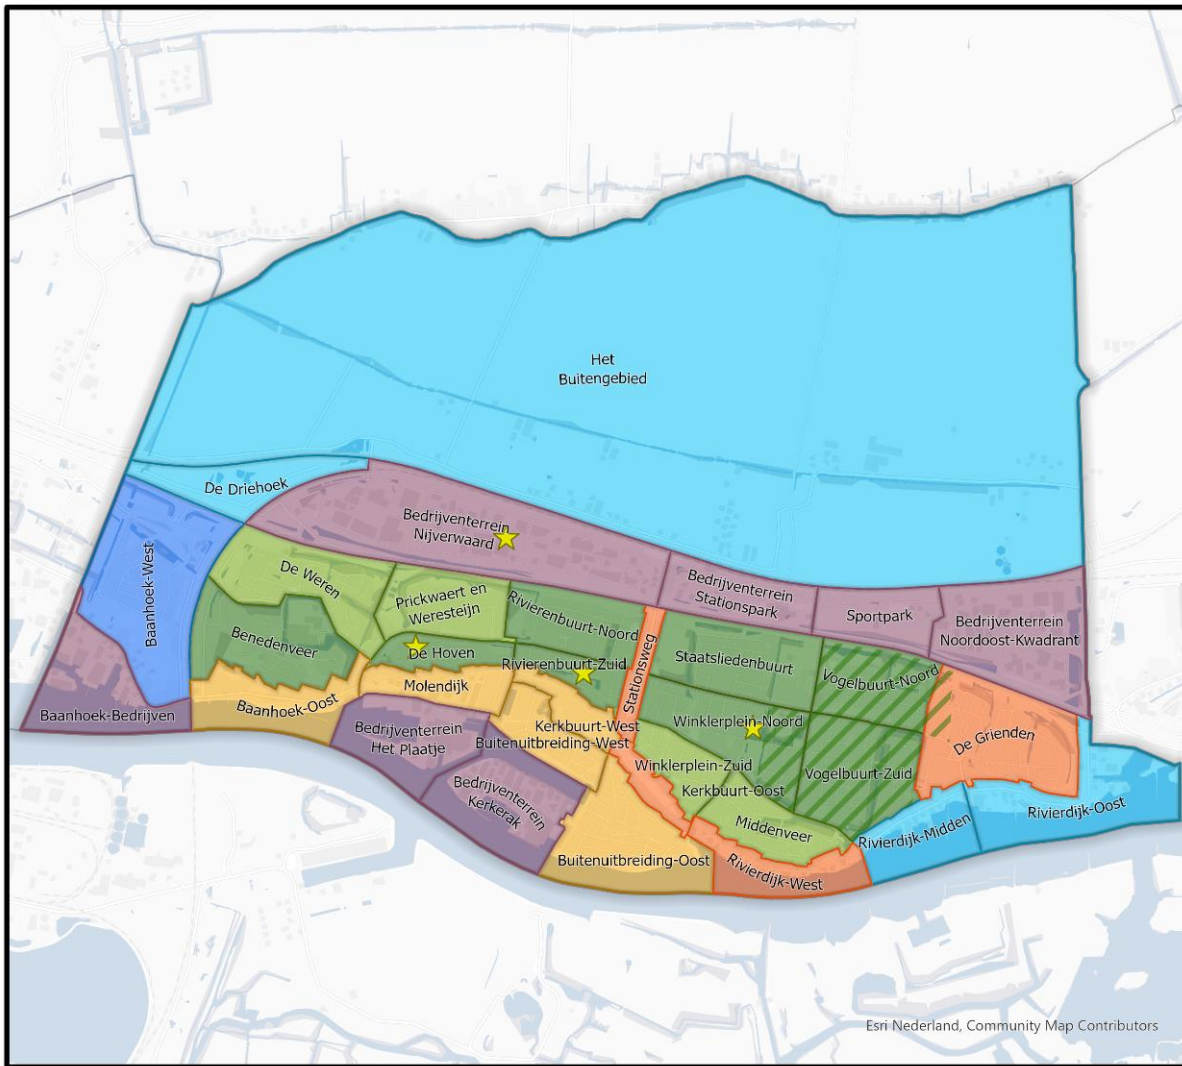 Het
Buitengebied
De Driehoek
Bedrijventerrein
Nijverwaard
Baanhoek-West
De Weren
Prickwaert en
Weresteijn
Rivierenbuurt-Noord
Bedrijventerrein
Stationspark
Sportpark
Bedrijventerrein
Noordoost-Kwadrant
Benedenveer
De Hoven
Rivierenbuurt-Zuid
Stationsweg
Staatsliedenbuurt
Vogelbuurt-Noord
Molendijk
Baanhoek-Oost
Baanhoek-Bedrijven
Bedrijventerrein
Het Plaatje
Kerkbuurt-West
Buitenuitbreiding-West
Winklerplein-Noord
De Grienden
Winklerplein-Zuid
Vogelbuurt-Zuid
Kerkbuurt-Oost
Bedrijventerrein
Kerkerak
Middenveer
Rivierdijk-Midden
Rivierdijk-Oost
Buitenuitbreiding-Oost
Rivierdijk-West
Esri Nederland, Community Map Contributors